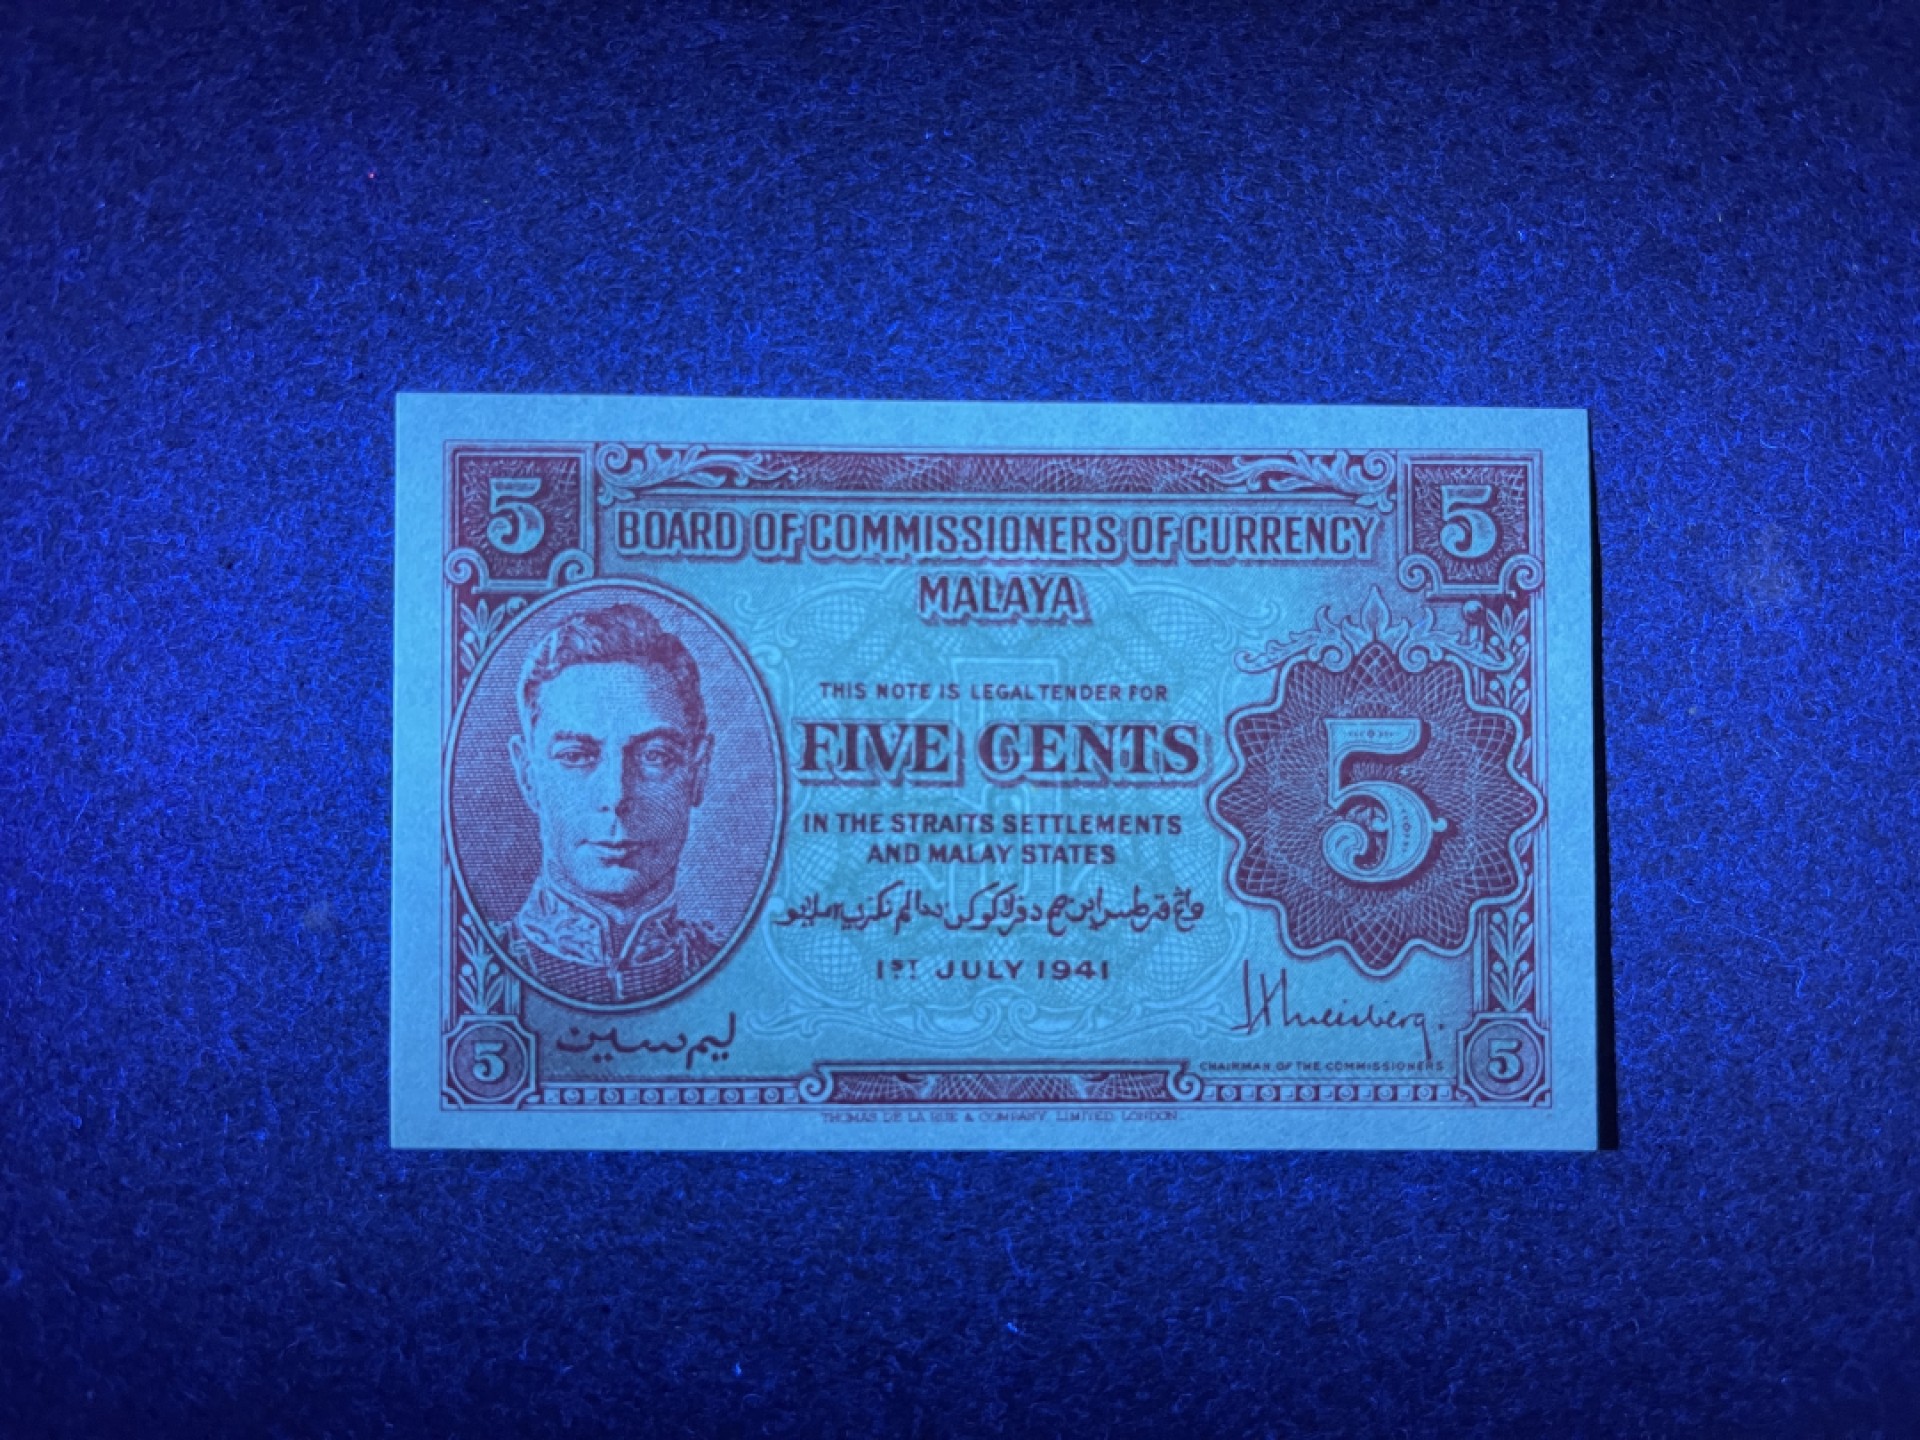 5
5
BOARD OF COMMISSIONERS OF CURRENCY
MALAYA
THIS NOTE IS LEGAL TENDER FOR
FIVE CENTS
5
IN THE STRAITS SETTLEMENTS
AND MALAY STATES
1ST JULY 1941
ليم سين
5
CHAIRMAN OF THE COMMISSIONERS
5
THOMAS DE LA RUE & COMPANY, LIMITED, LONDON.